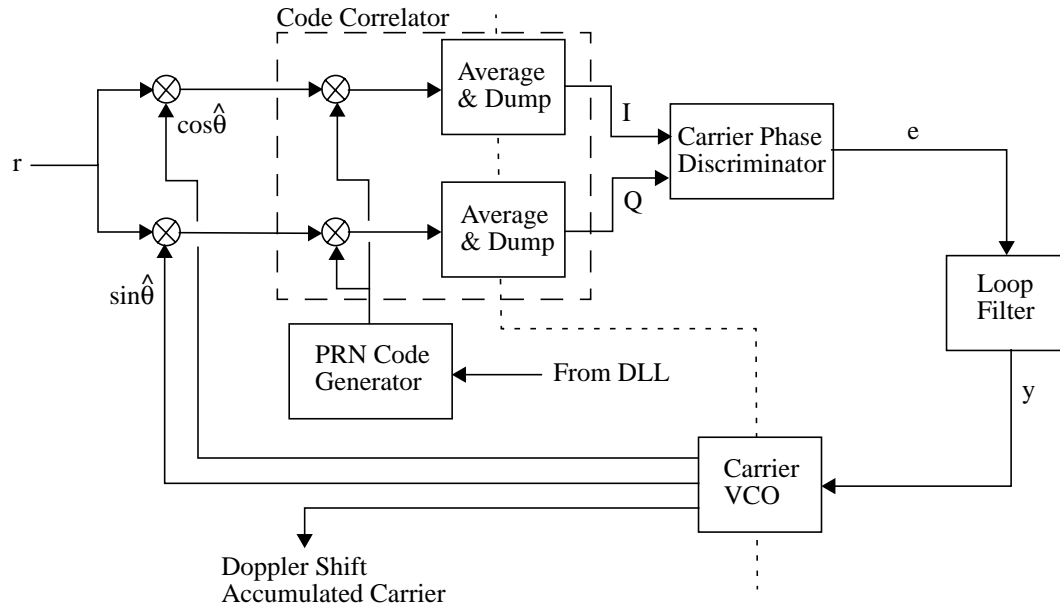 Code Correlator
Average
& Dump
I
cosθ̂
Carrier Phase
Discriminator
e
r
Average
& Dump
Q
sinθ̂
Loop
Filter
PRN Code
Generator
From DLL
y
Carrier
VCO
Doppler Shift
Accumulated Carrier